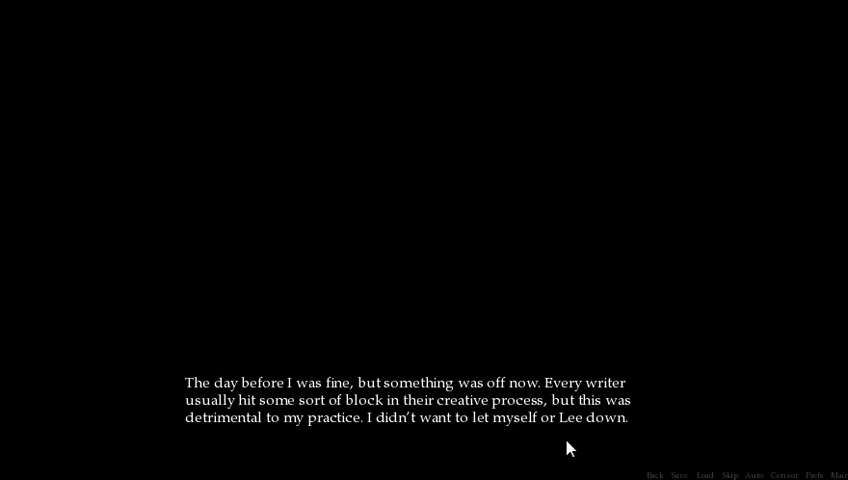 The day before I was fine, but something was off now. Every writer
usually hit some sort of block in their creative process, but this was
detrimental to my practice. I didn't want to let myself or Lee down.
Back Save Load Skip Auto Censor Prefs Main